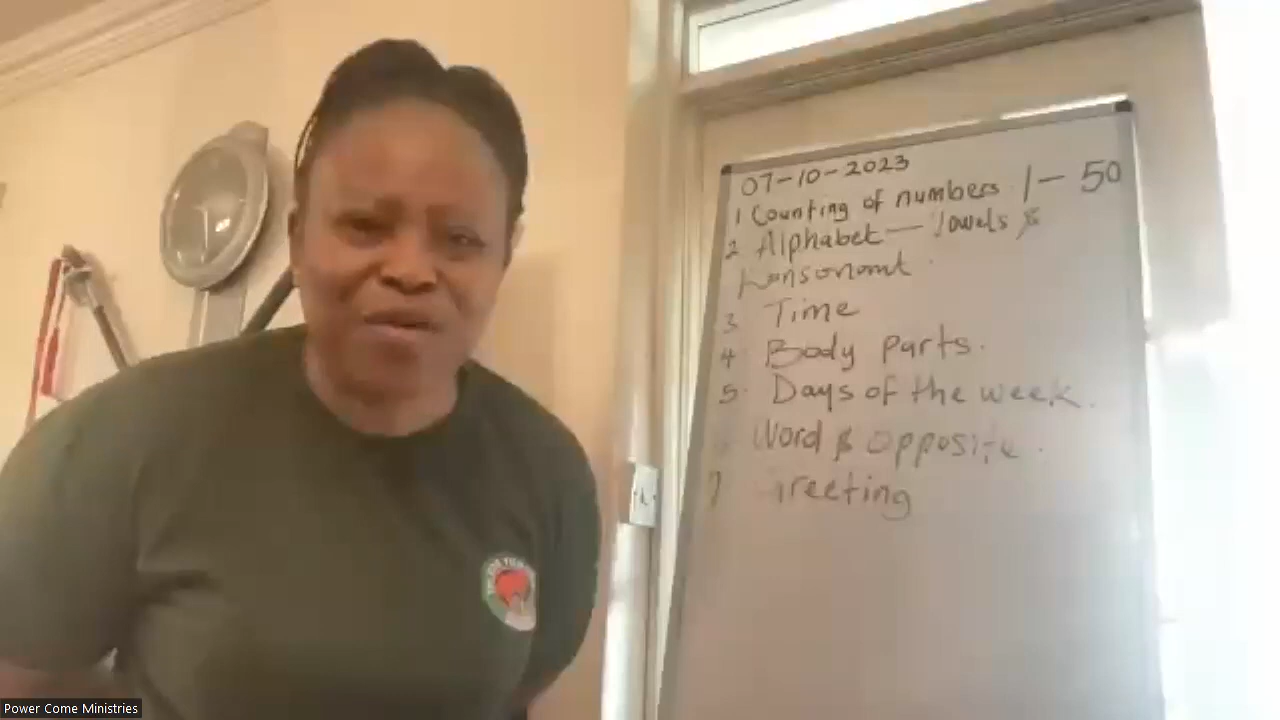 07-10-2023
1 Counting of numbers 1-50
2 Alphabet - Vowels &
Consonant.
3 Time
4 Body parts.
5. Days of the week.
Word & opposite.
7 Greeting
Power Come Ministries